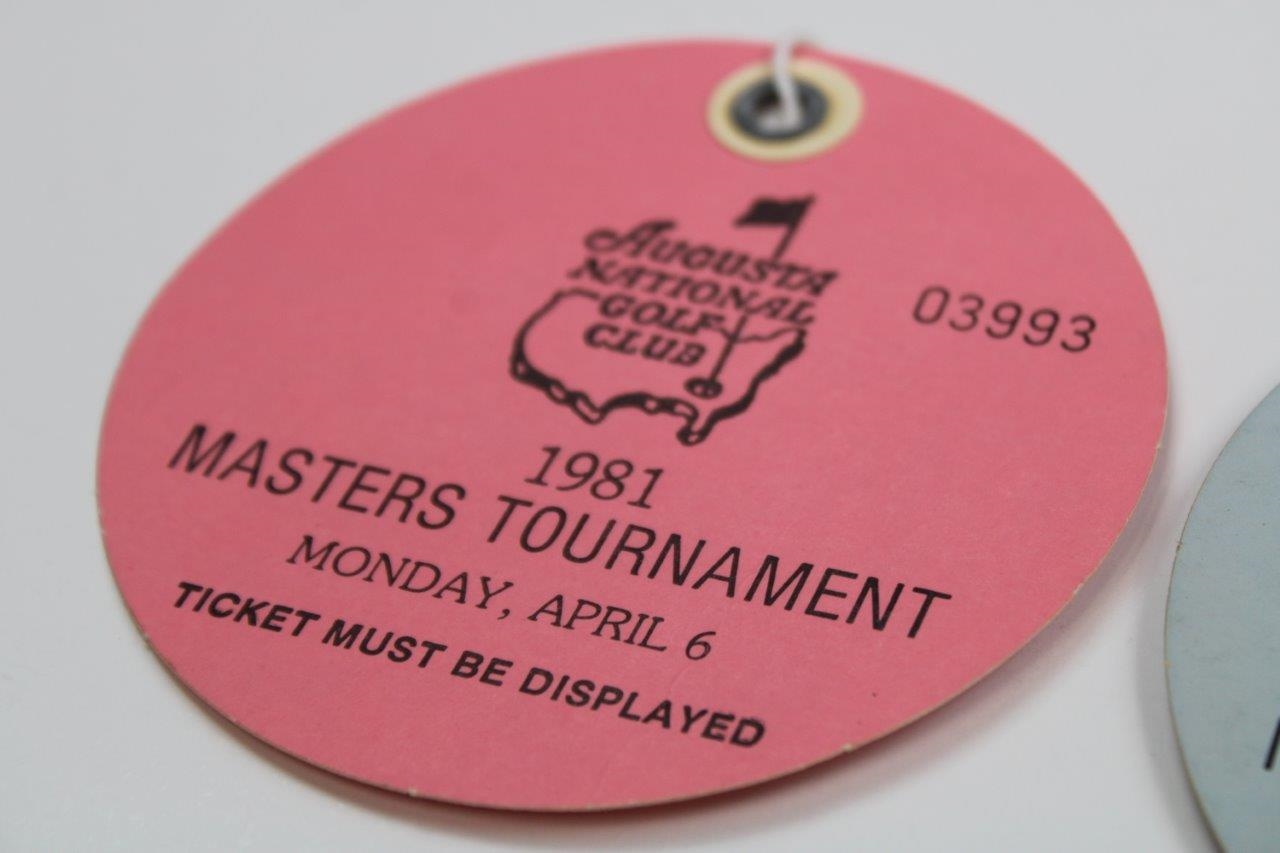 Augusta
National
Golf
Club
03993
1981
MASTERS TOURNAMENT
MONDAY, APRIL 6
TICKET MUST BE DISPLAYED